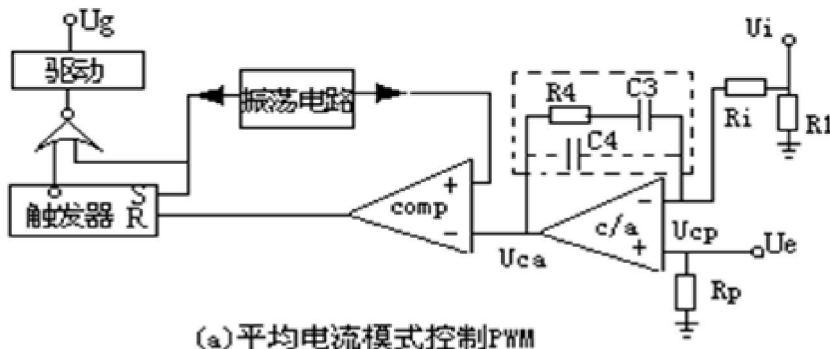 Ug
驱动
振荡电路
触发器
S
R
comp
+
-
Uca
R4
C3
C4
c/a
-
+
Ucp
Ui
Ri
R1
Ue
Rp
(a)平均电流模式控制PWM